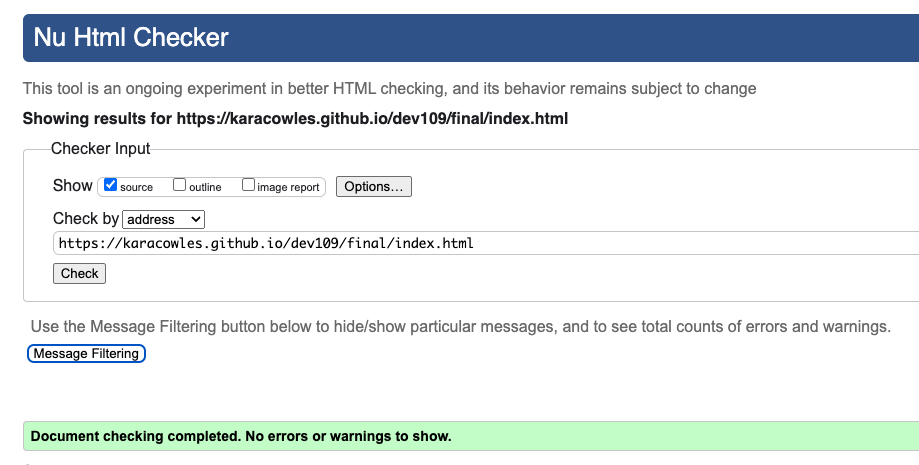 Nu Html Checker
This tool is an ongoing experiment in better HTML checking, and its behavior remains subject to change
Showing results for https://karacowles.github.io/dev109/final/index.html
Checker Input
Show source outline image report Options...
Check by address
https://karacowles.github.io/dev109/final/index.html
Check
Use the Message Filtering button below to hide/show particular messages, and to see total counts of errors and warnings.
Message Filtering
Document checking completed. No errors or warnings to show.